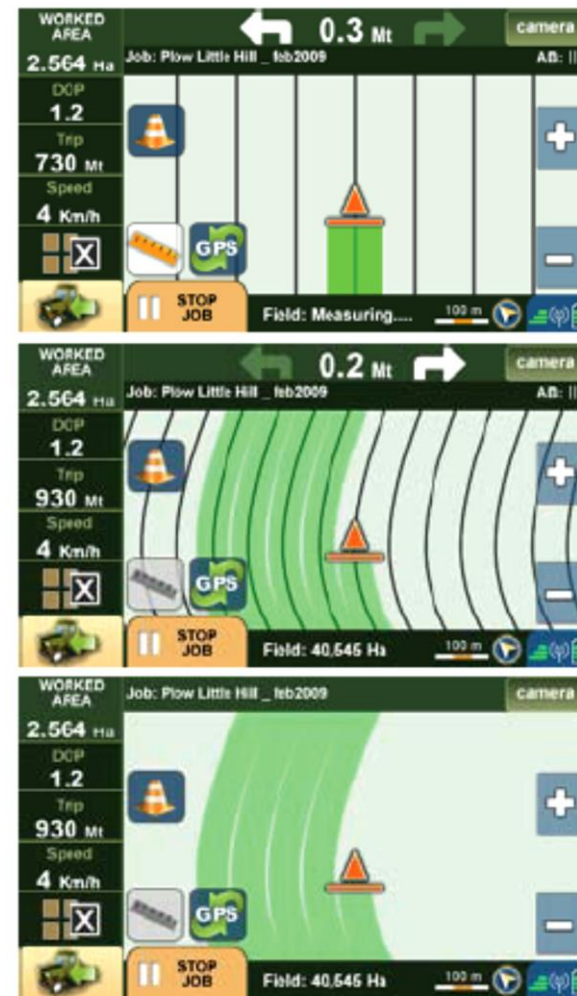 WORKED
AREA
0.3 Mt
camera
2.564 Ha
Job: Plow Little Hill _ feb2009
AB: ||
DOP
1.2
Trip
730 Mt
Speed
4 Km/h
X
GPS
STOP
JOB
Field: Measuring....
100 m
WORKED
AREA
0.2 Mt
camera
2.564 Ha
Job: Plow Little Hill _ feb2009
AB: ||
DOP
1.2
Trip
930 Mt
Speed
4 Km/h
X
GPS
STOP
JOB
Field: 40,545 Ha
100 m
WORKED
AREA
Job: Plow Little Hill _ feb2009
camera
2.564 Ha
DOP
1.2
Trip
930 Mt
Speed
4 Km/h
X
GPS
STOP
JOB
Field: 40,545 Ha
100 m